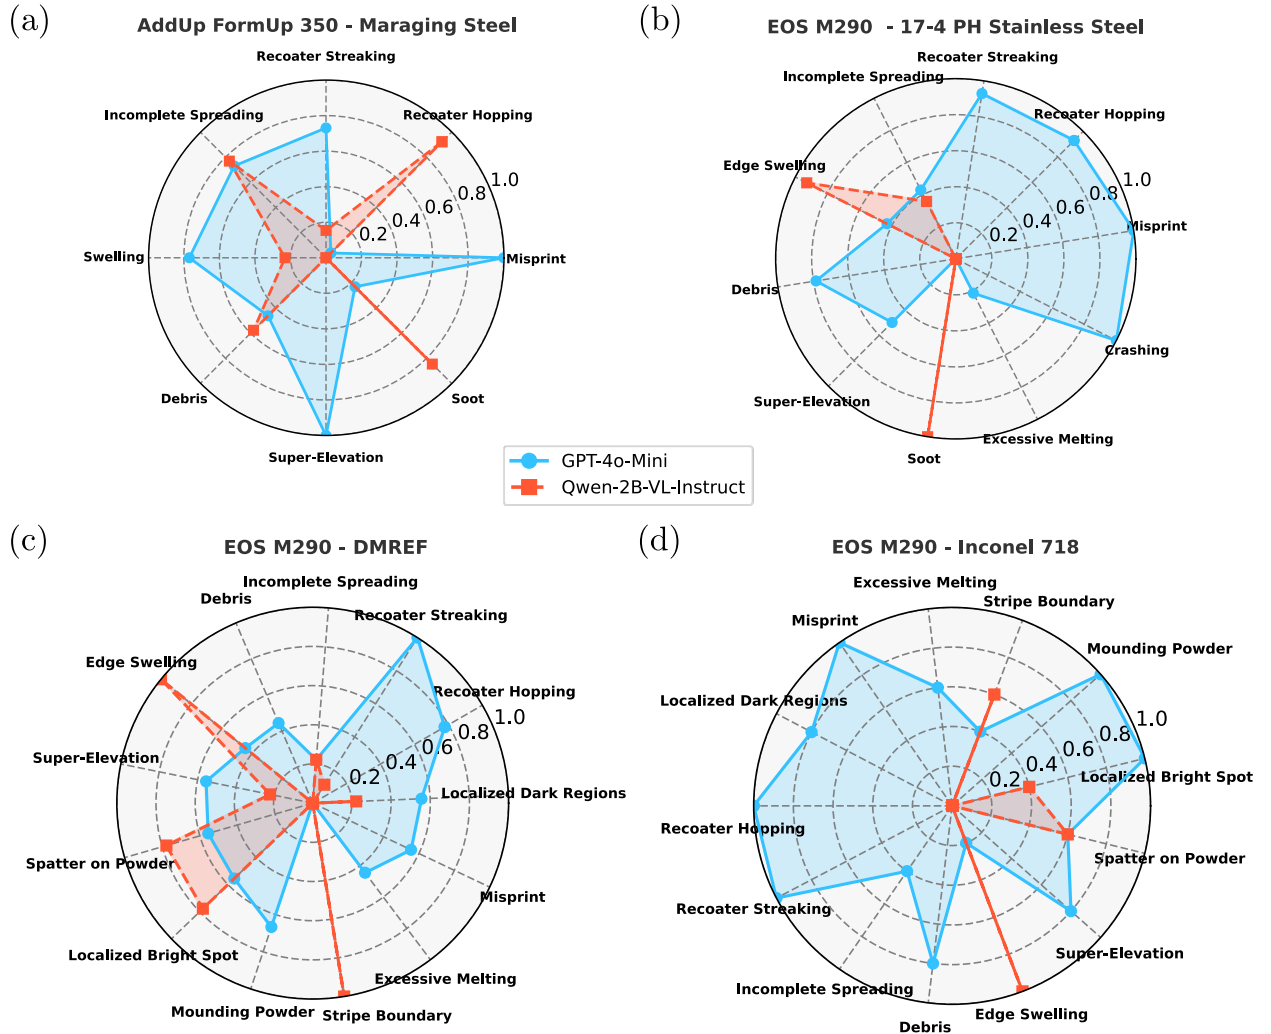 (a)
AddUp FormUp 350 - Maraging Steel
Recoater Streaking
Incomplete Spreading
Recoater Hopping
1.0
0.8
0.6
0.4
0.2
Swelling
Misprint
Debris
Soot
Super-Elevation
(b)
EOS M290 - 17-4 PH Stainless Steel
Recoater Streaking
Incomplete Spreading
Recoater Hopping
Edge Swelling
1.0
0.8
0.6
0.4
0.2
Misprint
Debris
Crashing
Super-Elevation
Excessive Melting
Soot
GPT-4o-Mini
Qwen-2B-VL-Instruct
(c)
EOS M290 - DMREF
Incomplete Spreading
Debris
Recoater Streaking
Edge Swelling
Recoater Hopping
1.0
0.8
0.6
0.4
0.2
Super-Elevation
Localized Dark Regions
Spatter on Powder
Misprint
Localized Bright Spot
Excessive Melting
Mounding Powder
Stripe Boundary
(d)
EOS M290 - Inconel 718
Excessive Melting
Stripe Boundary
Misprint
Mounding Powder
Localized Dark Regions
1.0
0.8
0.6
0.4
0.2
Localized Bright Spot
Recoater Hopping
Spatter on Powder
Recoater Streaking
Super-Elevation
Incomplete Spreading
Edge Swelling
Debris